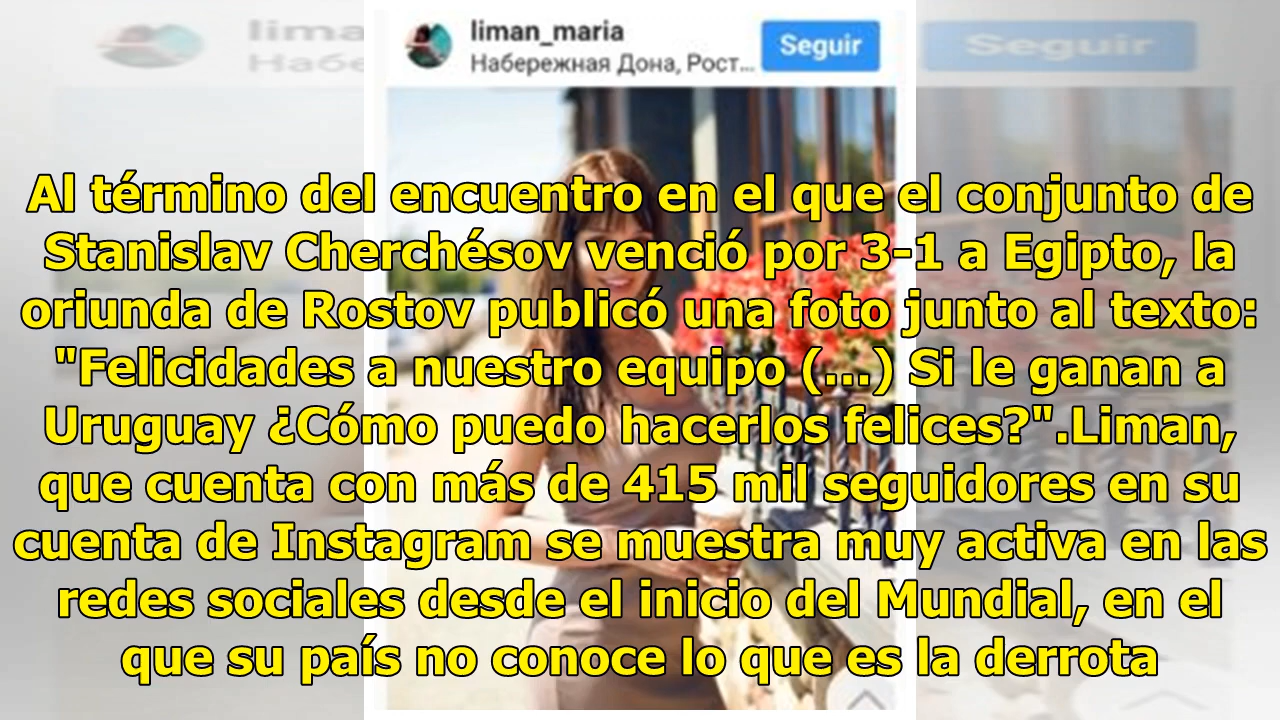 liman_maria
Набережная Дона, Рост...
Seguir
Al término del encuentro en el que el conjunto de
Stanislav Cherchésov venció por 3-1 a Egipto, la
oriunda de Rostov publicó una foto junto al texto:
"Felicidades a nuestro equipo (...) Si le ganan a
Uruguay ¿Cómo puedo hacerlos felices?".Liman,
que cuenta con más de 415 mil seguidores en su
cuenta de Instagram se muestra muy activa en las
redes sociales desde el inicio del Mundial, en el
que su país no conoce lo que es la derrota
lima
Набе
Seguir